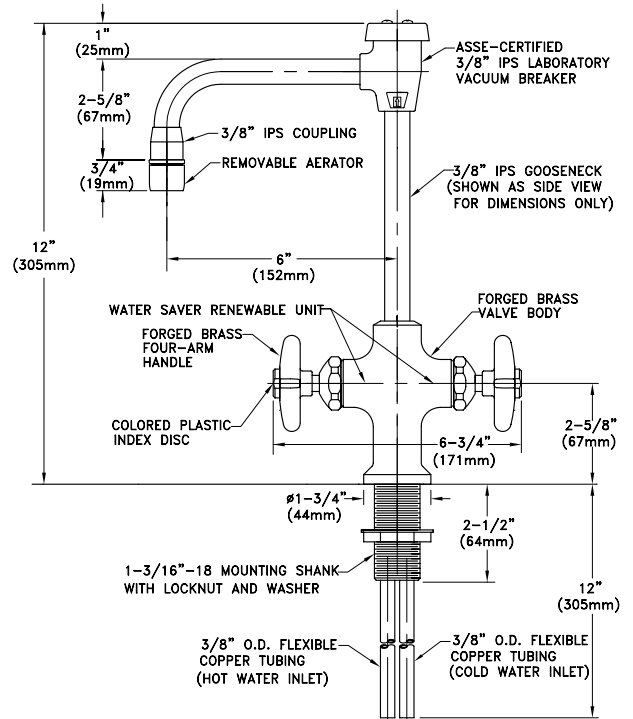 1"
(25mm)
ASSE-CERTIFIED
3/8" IPS LABORATORY
VACUUM BREAKER
2-5/8"
(67mm)
3/8" IPS COUPLING
REMOVABLE AERATOR
3/4"
(19mm)
3/8" IPS GOOSENECK
(SHOWN AS SIDE VIEW
FOR DIMENSIONS ONLY)
12"
(305mm)
6"
(152mm)
WATER SAVER RENEWABLE UNIT
FORGED BRASS
VALVE BODY
FORGED BRASS
FOUR-ARM
HANDLE
COLORED PLASTIC
INDEX DISC
6-3/4"
(171mm)
2-5/8"
(67mm)
ø1-3/4"
(44mm)
2-1/2"
(64mm)
1-3/16"-18 MOUNTING SHANK
WITH LOCKNUT AND WASHER
12"
(305mm)
3/8" O.D. FLEXIBLE
COPPER TUBING
(HOT WATER INLET)
3/8" O.D. FLEXIBLE
COPPER TUBING
(COLD WATER INLET)